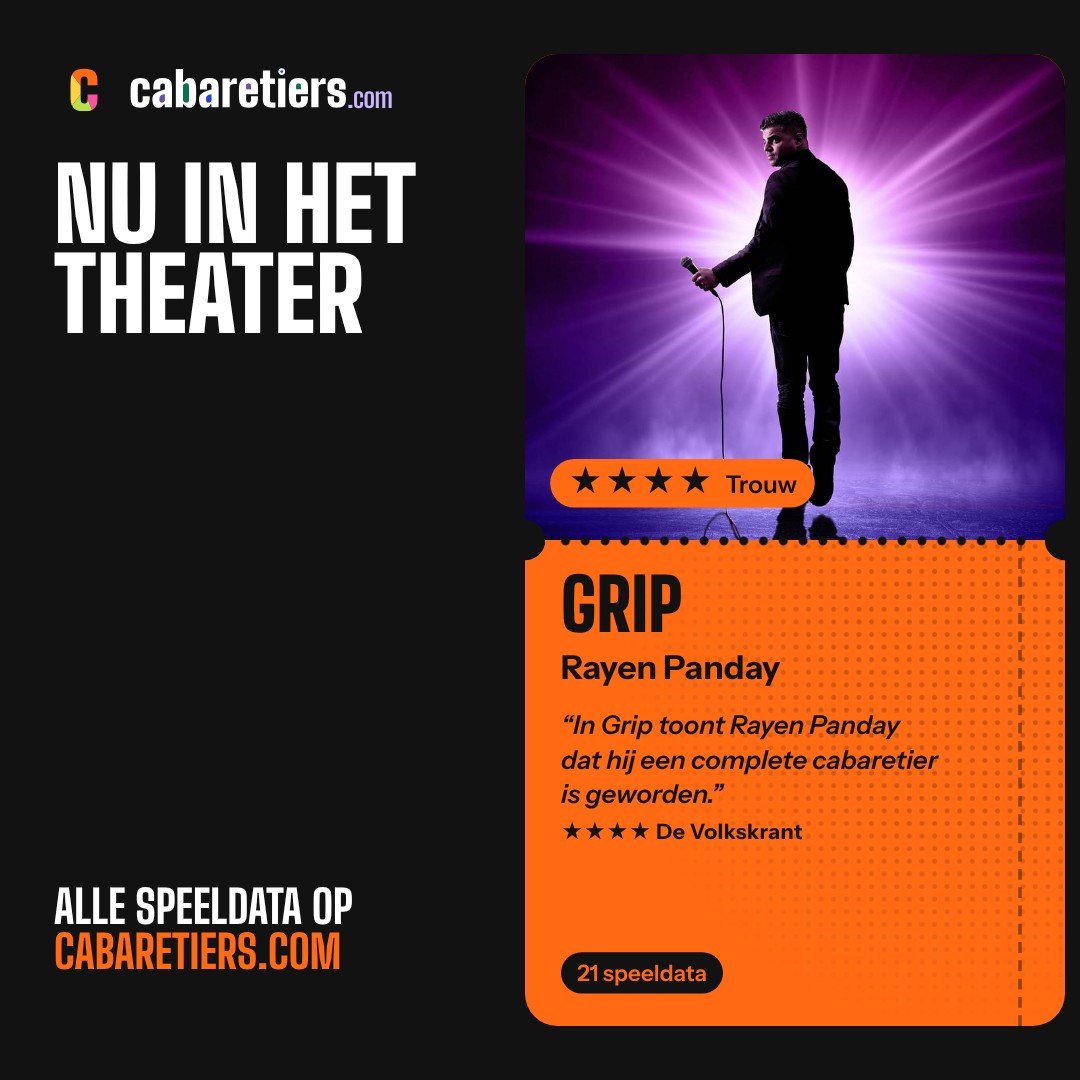 cabaretiers.com
NU IN HET
THEATER
★★★★ Trouw
GRIP
Rayen Panday
“In Grip toont Rayen Panday
dat hij een complete cabaretier
is geworden.”
★★★★ De Volkskrant
21 speeldata
ALLE SPEELDATA OP
CABARETIERS.COM